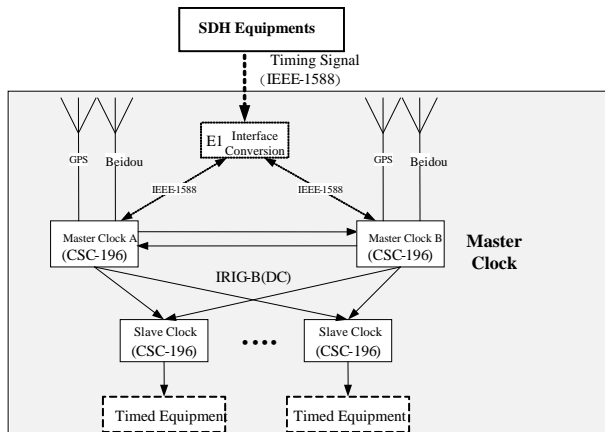 SDH Equipments
Timing Signal
(IEEE-1588)
E1 Interface
Conversion
GPS
Beidou
GPS
Beidou
IEEE-1588
IEEE-1588
Master Clock A
(CSC-196)
Master Clock B
(CSC-196)
Master
Clock
IRIG-B(DC)
Slave Clock
(CSC-196)
Slave Clock
(CSC-196)
Timed Equipment
Timed Equipment